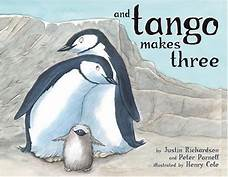 and
tango
makes three
by Justin Richardson
and Peter Parnell
illustrated by Henry Cole